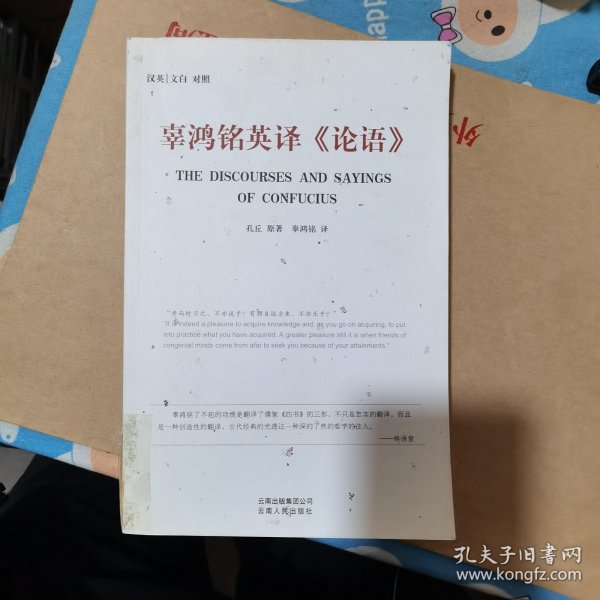 汉英|文白 对照
辜鸿铭英译《论语》
THE DISCOURSES AND SAYINGS
OF CONFUCIUS
孔丘 原著 辜鸿铭 译
“学而时习之，不亦说乎？有朋自远方来，不亦乐乎？”
"It is indeed a pleasure to acquire knowledge and, as you go on acquiring, to put
into practice what you have acquired. A greater pleasure still it is when friends of
congenial minds come from afar to seek you because of your attainments."
辜鸿铭了不起的功绩是翻译了儒家《四书》的三部，不只是忠实的翻译，而且
是一种创造性的翻译，古代经典的光透过一种深的了然的哲学的注入。
——林语堂
云南出版集团公司
云南人民出版社
外
孔夫子旧书网
www.kongfz.com